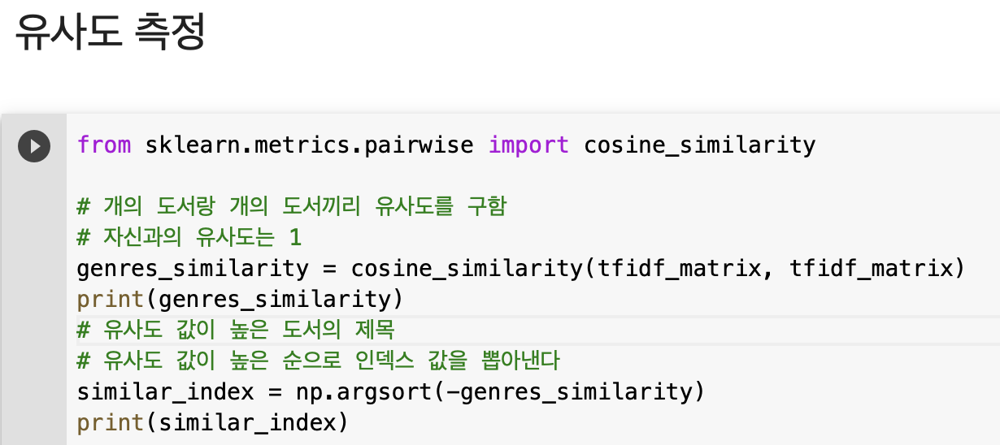 유사도 측정
from sklearn.metrics.pairwise import cosine_similarity
# 개의 도서랑 개의 도서끼리 유사도를 구함
# 자신과의 유사도는 1
genres_similarity = cosine_similarity(tfidf_matrix, tfidf_matrix)
print(genres_similarity)
# 유사도 값이 높은 도서의 제목
# 유사도 값이 높은 순으로 인덱스 값을 뽑아낸다
similar_index = np.argsort(-genres_similarity)
print(similar_index)